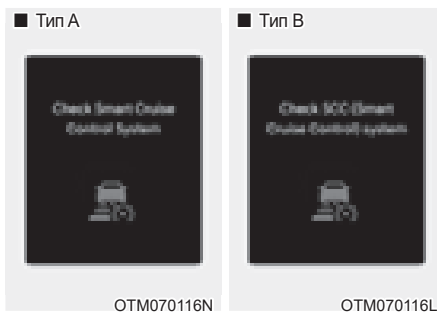 ■ Тип A
■ Тип B
Check Smart Cruise
Control System
Check SCC (Smart
Cruise Control) system
OTM070116N
OTM070116L